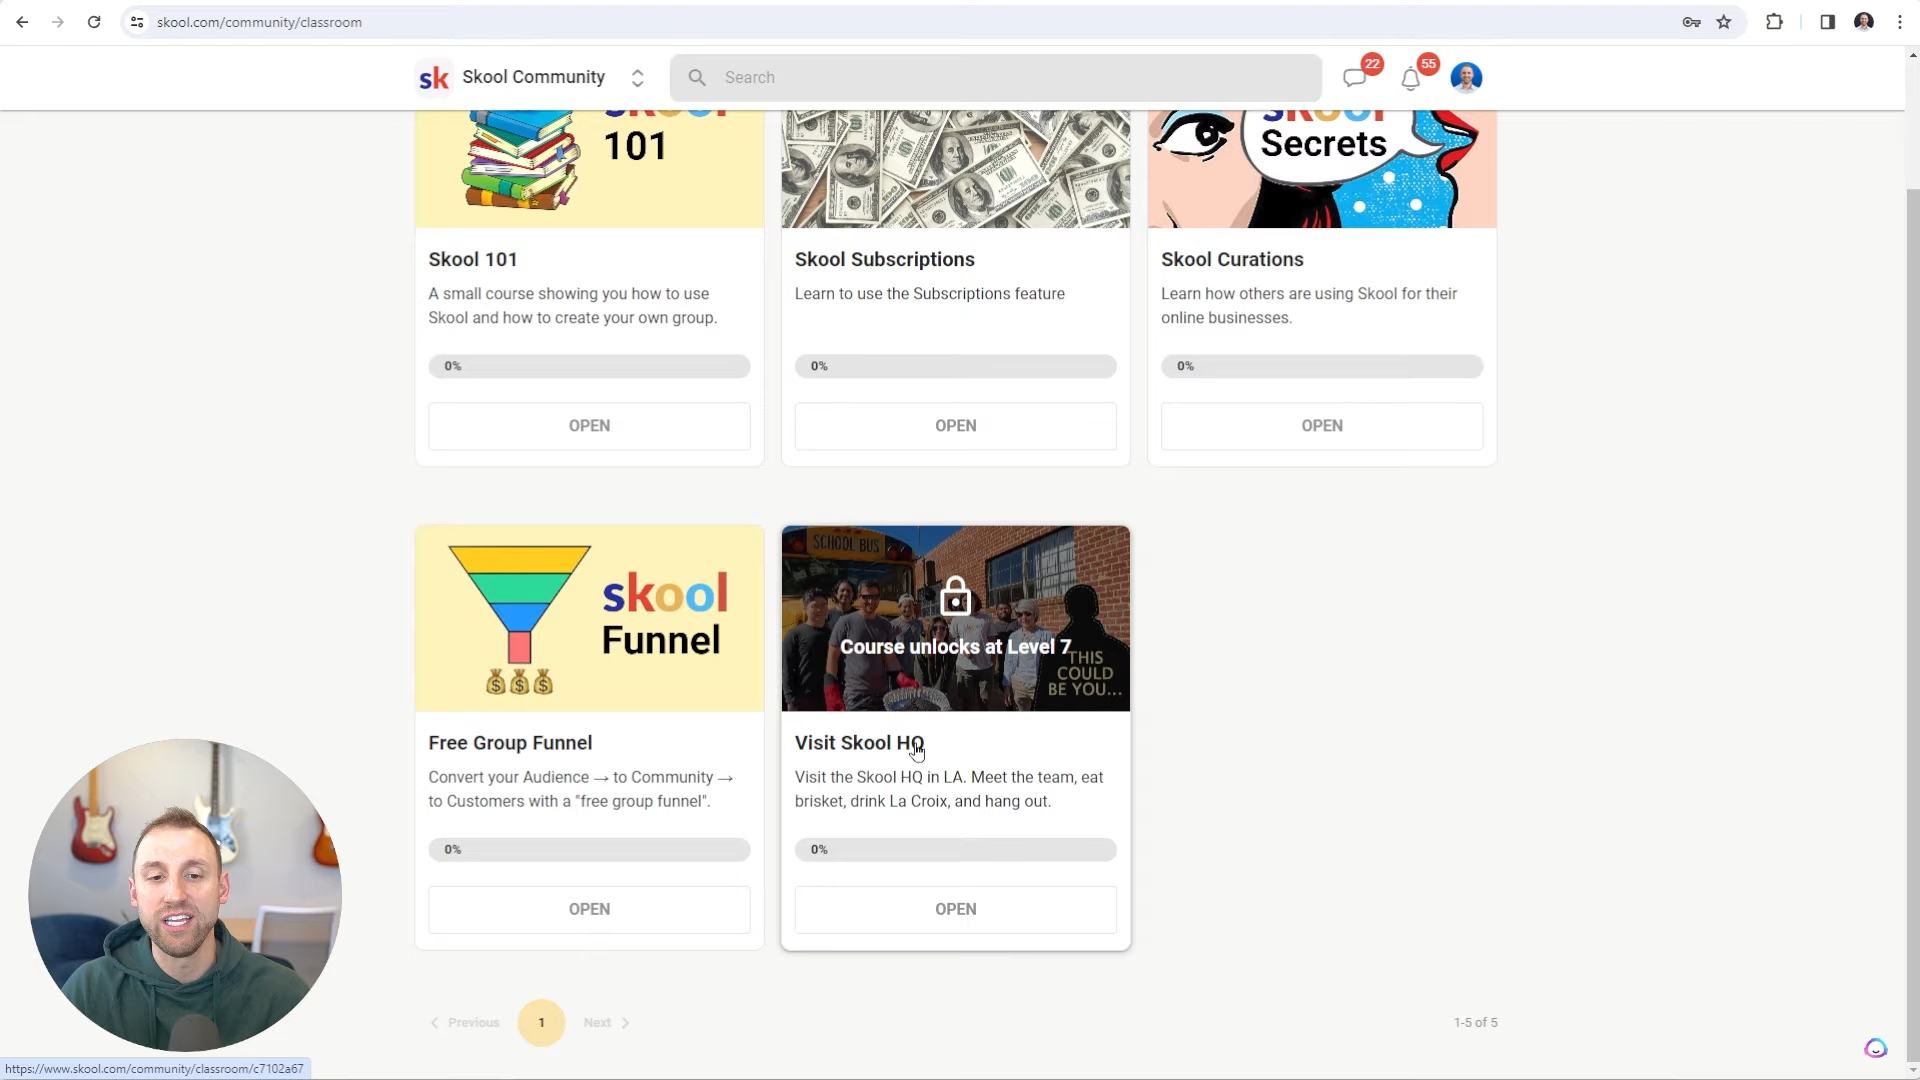 skool.com/community/classroom
sk Skool Community
Search
22
55
skool
101
skool
Secrets
Skool 101
A small course showing you how to use
Skool and how to create your own group.
0%
OPEN
Skool Subscriptions
Learn to use the Subscriptions feature
0%
OPEN
Skool Curations
Learn how others are using Skool for their
online businesses.
0%
OPEN
skool
Funnel
Free Group Funnel
Convert your Audience → to Community →
to Customers with a "free group funnel".
0%
OPEN
SCHOOL BUS
Course unlocks at Level 7
THIS
COULD
BE YOU...
Visit Skool HQ
Visit the Skool HQ in LA. Meet the team, eat
brisket, drink La Croix, and hang out.
0%
OPEN
Previous
1
Next
1-5 of 5
https://www.skool.com/community/classroom/c7102a67